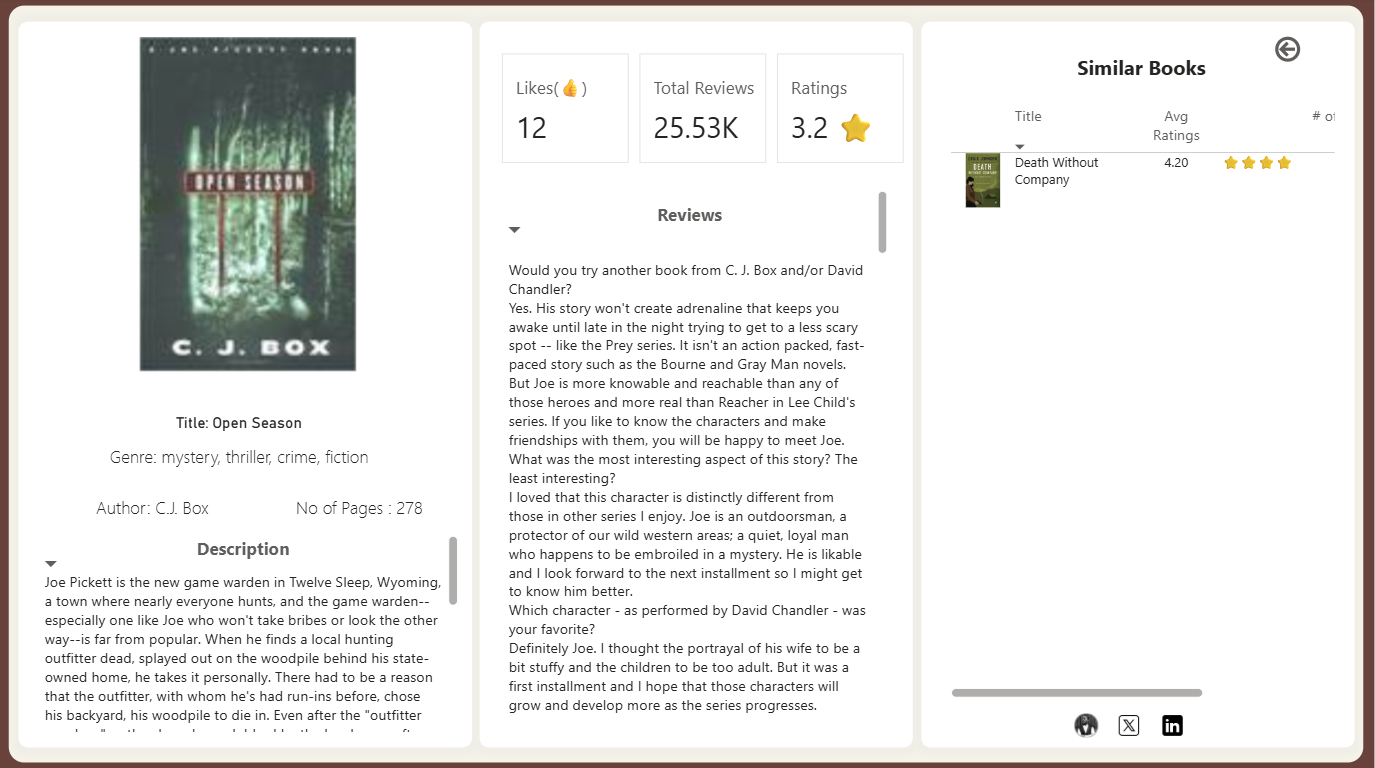 A JOE PICKETT NOVEL
OPEN SEASON
C. J. BOX
Title: Open Season
Genre: mystery, thriller, crime, fiction
Author: C.J. Box
No of Pages : 278
Description
Joe Pickett is the new game warden in Twelve Sleep, Wyoming,
a town where nearly everyone hunts, and the game warden--
especially one like Joe who won't take bribes or look the other
way--is far from popular. When he finds a local hunting
outfitter dead, splayed out on the woodpile behind his state-
owned home, he takes it personally. There had to be a reason
that the outfitter, with whom he's had run-ins before, chose
his backyard, his woodpile to die in. Even after the "outfitter
Likes(👍)
12
Total Reviews
25.53K
Ratings
3.2 ⭐
Reviews
Would you try another book from C. J. Box and/or David
Chandler?
Yes. His story won't create adrenaline that keeps you
awake until late in the night trying to get to a less scary
spot -- like the Prey series. It isn't an action packed, fast-
paced story such as the Bourne and Gray Man novels.
But Joe is more knowable and reachable than any of
those heroes and more real than Reacher in Lee Child's
series. If you like to know the characters and make
friendships with them, you will be happy to meet Joe.
What was the most interesting aspect of this story? The
least interesting?
I loved that this character is distinctly different from
those in other series I enjoy. Joe is an outdoorsman, a
protector of our wild western areas; a quiet, loyal man
who happens to be embroiled in a mystery. He is likable
and I look forward to the next installment so I might get
to know him better.
Which character - as performed by David Chandler - was
your favorite?
Definitely Joe. I thought the portrayal of his wife to be a
bit stuffy and the children to be too adult. But it was a
first installment and I hope that those characters will
grow and develop more as the series progresses.
Similar Books
Title
Avg
Ratings
# of
DEATH
Death Without
Company
4.20
⭐⭐⭐⭐